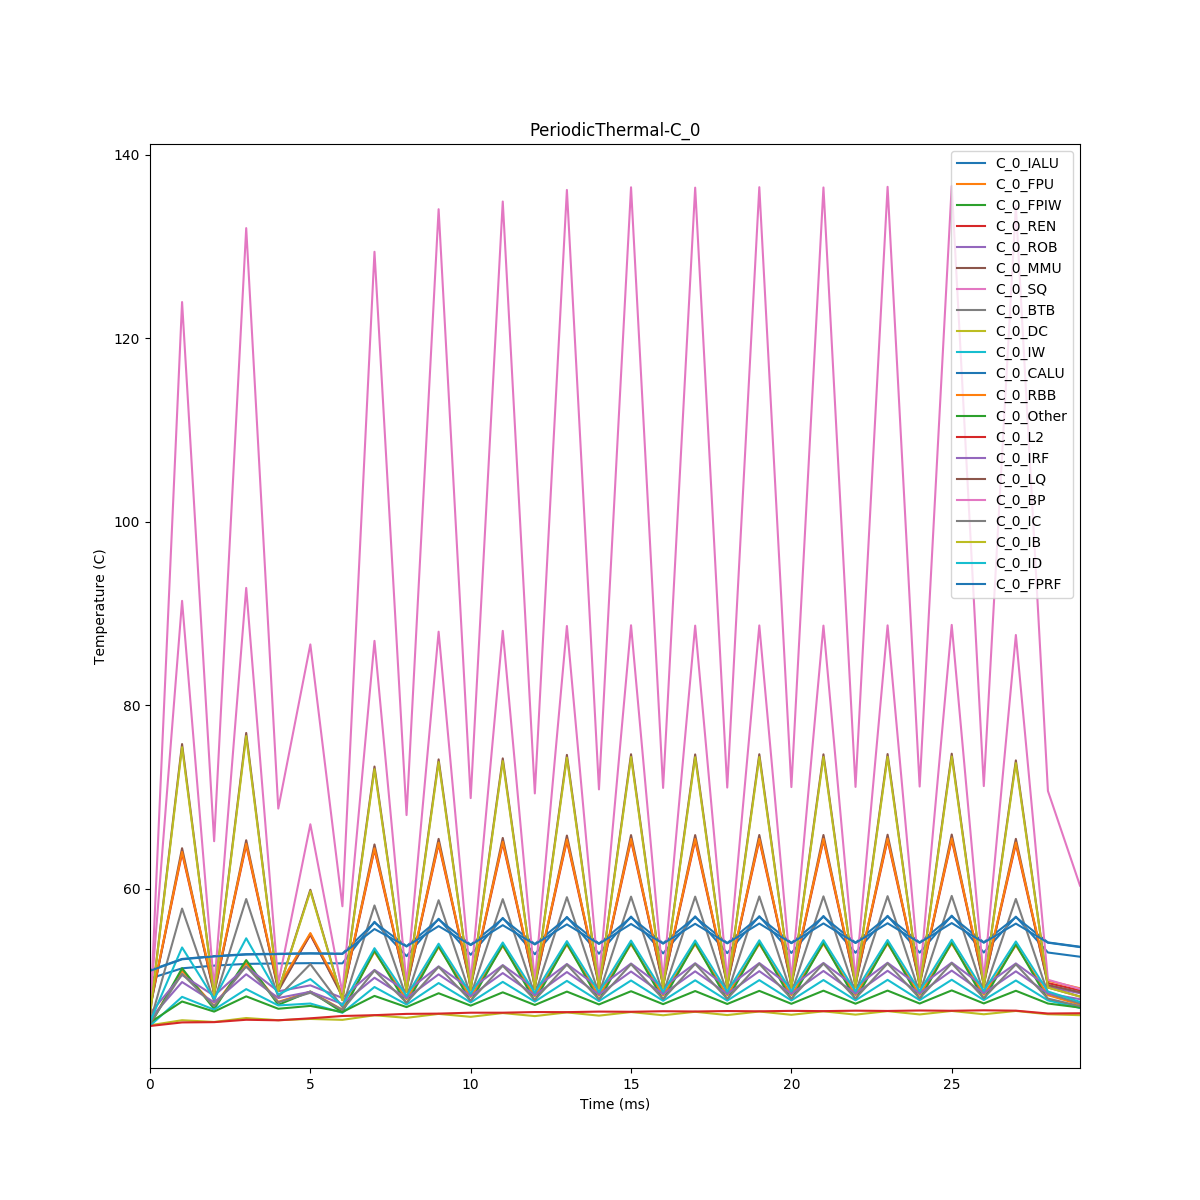 PeriodicThermal-C_0
140
120
100
80
60
Temperature (C)
0
5
10
15
20
25
Time (ms)
C_0_IALU
C_0_FPU
C_0_FPIW
C_0_REN
C_0_ROB
C_0_MMU
C_0_SQ
C_0_BTB
C_0_DC
C_0_IW
C_0_CALU
C_0_RBB
C_0_Other
C_0_L2
C_0_IRF
C_0_LQ
C_0_BP
C_0_IC
C_0_IB
C_0_ID
C_0_FPRF